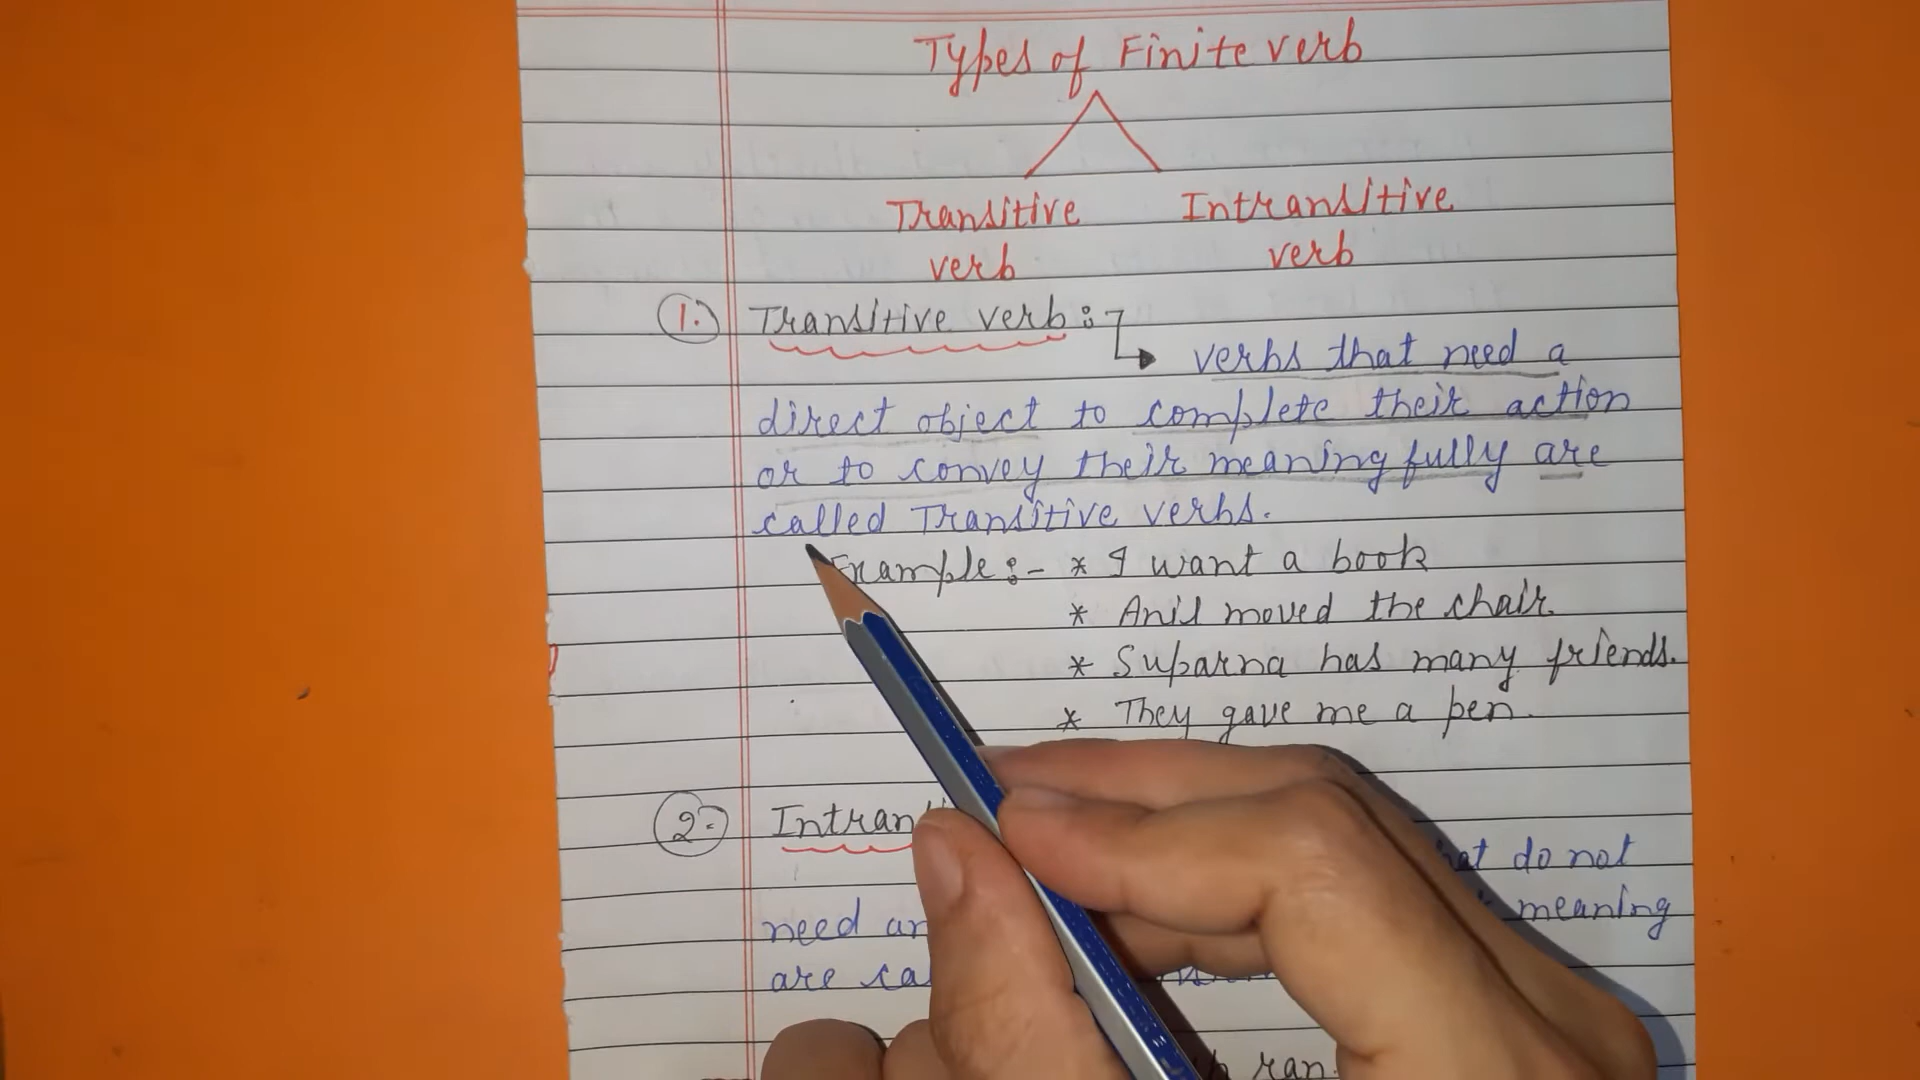 Types of Finite verb
Transitive verb
Intransitive verb
1. Transitive verb :
verbs that need a
direct object to complete their action
or to convey their meaning fully are
called Transitive verbs.
Example :- * I want a book
* Anil moved the chair.
* Suparna has many friends.
* They gave me a pen.
2.
do not
need
meaning
are
ran.